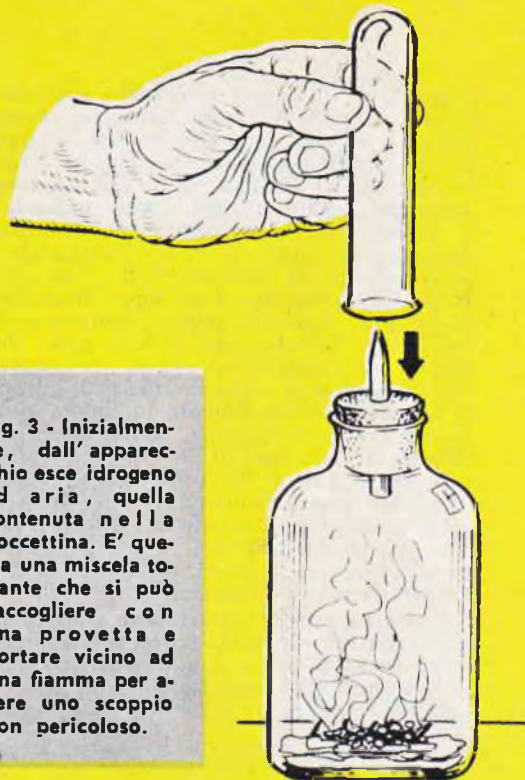 g. 3 - Inizialmen-
e, dall'apparec-
hio esce idrogeno
d aria, quella
ontenuta nella
occettina. E' que-
a una miscela to-
ante che si può
accogliere con
na provetta e
ortare vicino ad
na fiamma per a-
ere uno scoppio
on pericoloso.